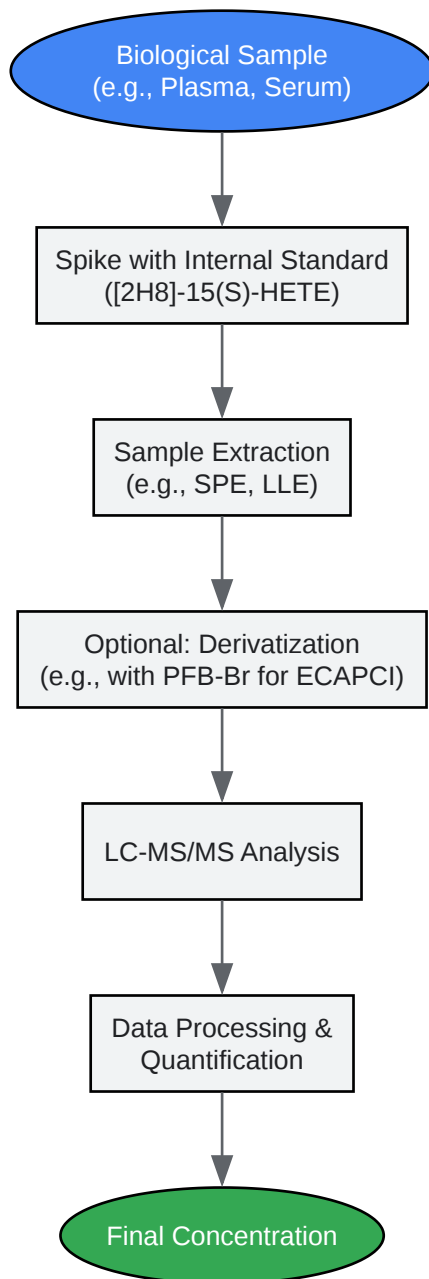 Biological Sample
(e.g., Plasma, Serum)
Spike with Internal Standard
([2H8]-15(S)-HETE)
Sample Extraction
(e.g., SPE, LLE)
Optional: Derivatization
(e.g., with PFB-Br for ECAPCI)
LC-MS/MS Analysis
Data Processing &
Quantification
Final Concentration